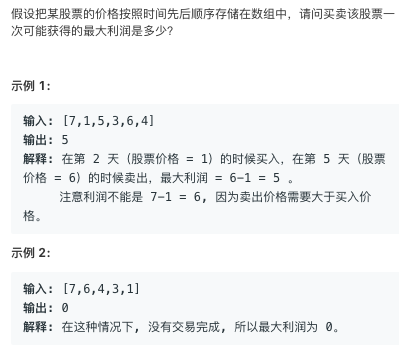 假设把某股票的价格按照时间先后顺序存储在数组中，请问买卖该股票一
次可能获得的最大利润是多少？
示例 1：
输入: [7,1,5,3,6,4]
输出: 5
解释: 在第 2 天（股票价格 = 1）的时候买入，在第 5 天（股票
价格 = 6）的时候卖出，最大利润 = 6-1 = 5 。
注意利润不能是 7-1 = 6, 因为卖出价格需要大于买入价
格。
示例 2：
输入: [7,6,4,3,1]
输出: 0
解释: 在这种情况下, 没有交易完成, 所以最大利润为 0。